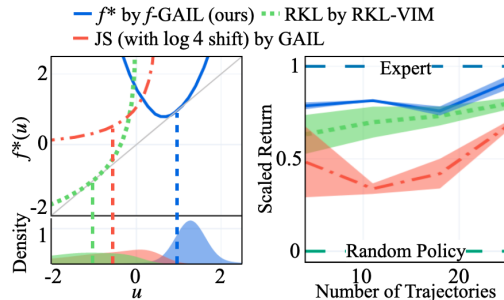 f* by f-GAIL (ours) RKL by RKL-VIM
JS (with log 4 shift) by GAIL
f*(u)
2
0
-2
Density
1
-2 0 2
u
Scaled Return
1
0.5
0
Expert
Random Policy
10 20
Number of Trajectories